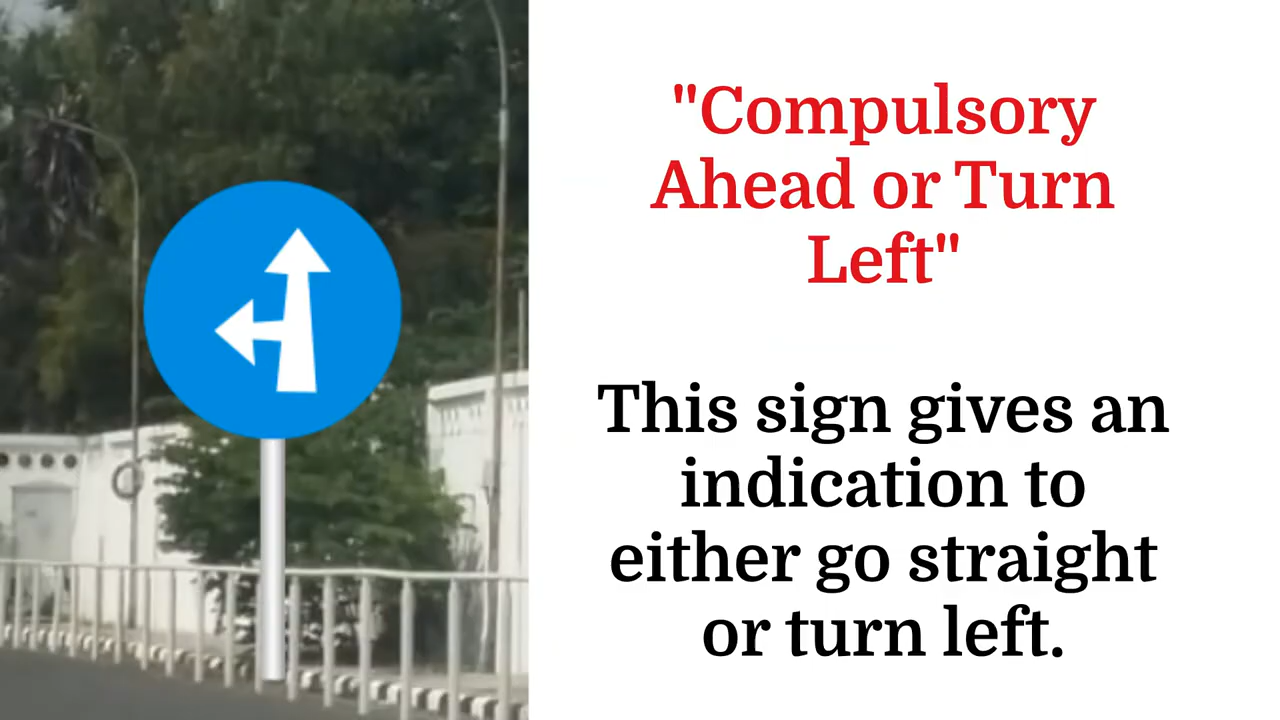 "Compulsory
Ahead or Turn
Left"
This sign gives an
indication to
either go straight
or turn left.